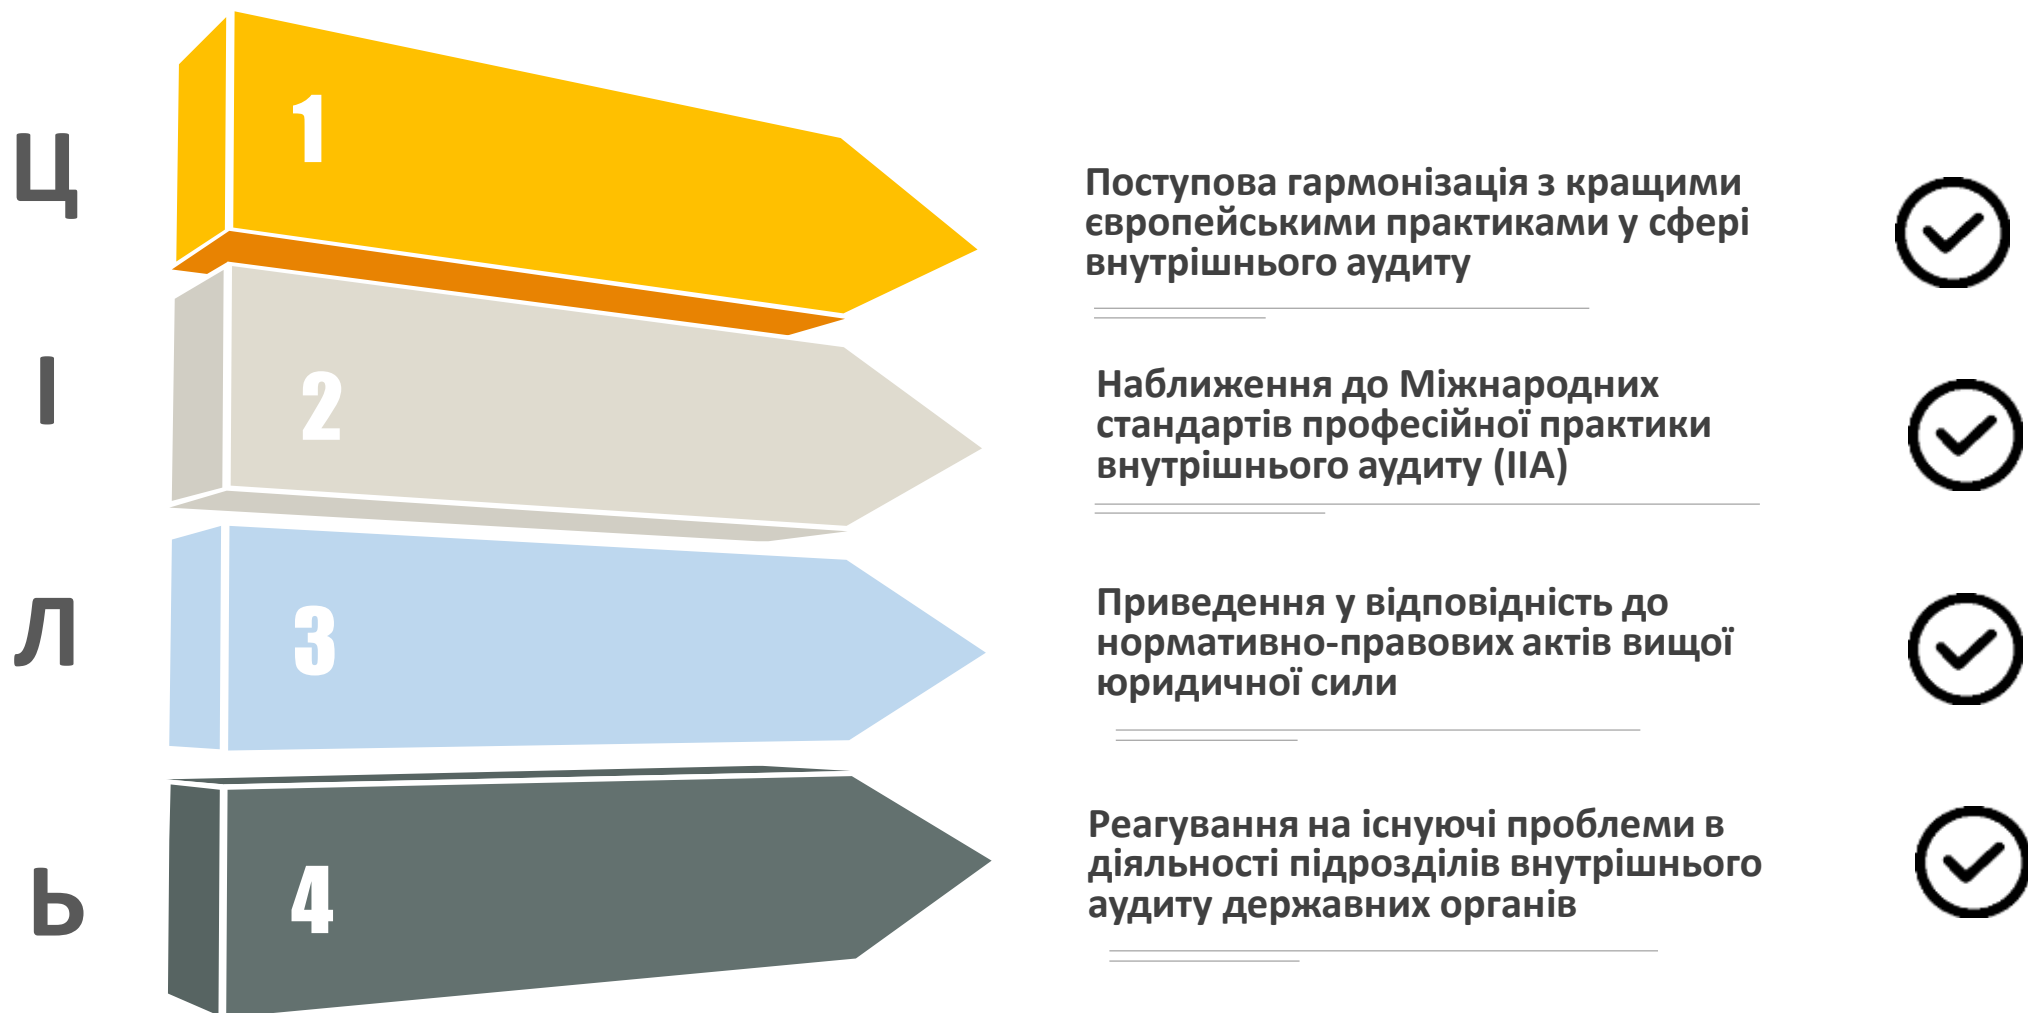 Ц
І
Л
Ь
1
Поступова гармонізація з кращими
європейськими практиками у сфері
внутрішнього аудиту
2
Наближення до Міжнародних
стандартів професійної практики
внутрішнього аудиту (ІІА)
3
Приведення у відповідність до
нормативно-правових актів вищої
юридичної сили
4
Реагування на існуючі проблеми в
діяльності підрозділів внутрішнього
аудиту державних органів